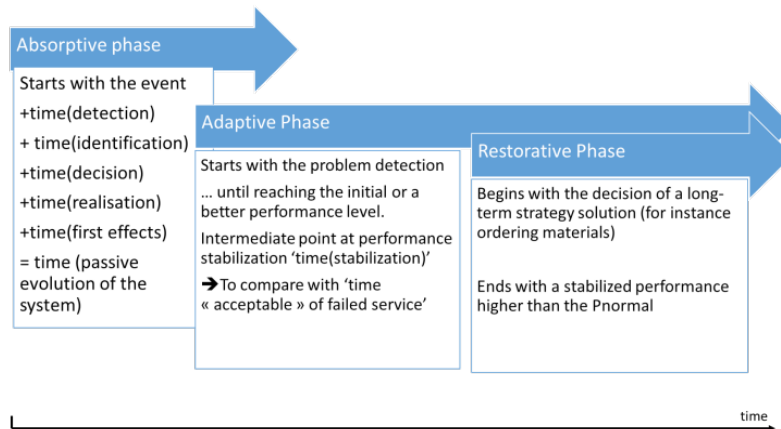 Absorptive phase
Starts with the event
+time(detection)
+ time(identification)
+time(decision)
+time(realisation)
+time(first effects)
= time (passive
evolution of the
system)
Adaptive Phase
Starts with the problem detection
... until reaching the initial or a
better performance level.
Intermediate point at performance
stabilization ‘time(stabilization)’
➔To compare with ‘time
« acceptable » of failed service’
Restorative Phase
Begins with the decision of a long-
term strategy solution (for instance
ordering materials)
Ends with a stabilized performance
higher than the Pnormal
time